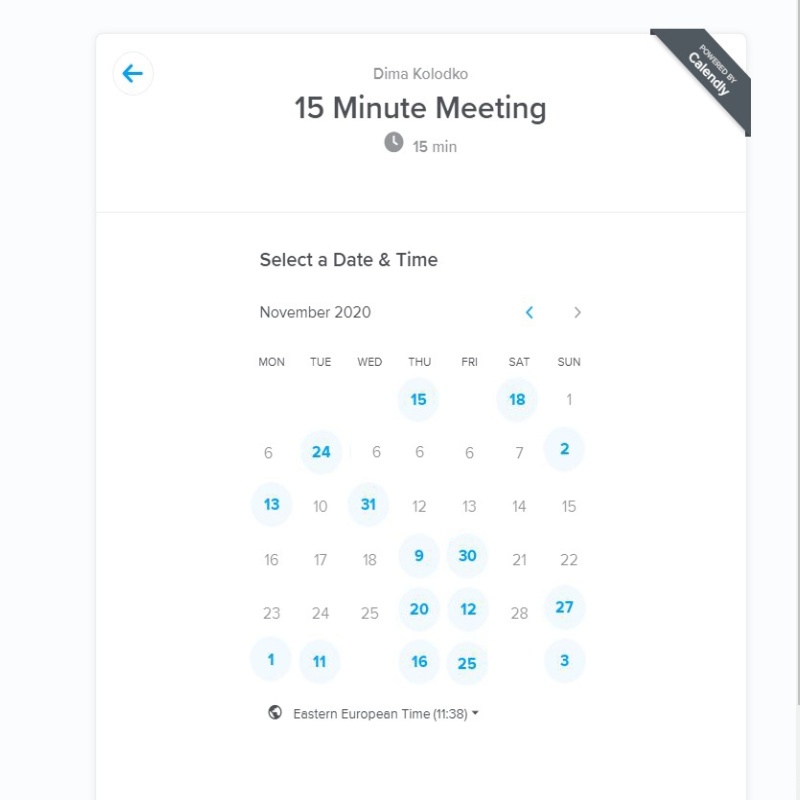 POWERED BY
Calendly
Dima Kolodko
15 Minute Meeting
15 min
Select a Date & Time
November 2020
MON TUE WED THU FRI SAT SUN
15 18 1
6 24 6 6 6 7 2
13 10 31 12 13 14 15
16 17 18 9 30 21 22
23 24 25 20 12 28 27
1 11 16 25 3
Eastern European Time (11:38)